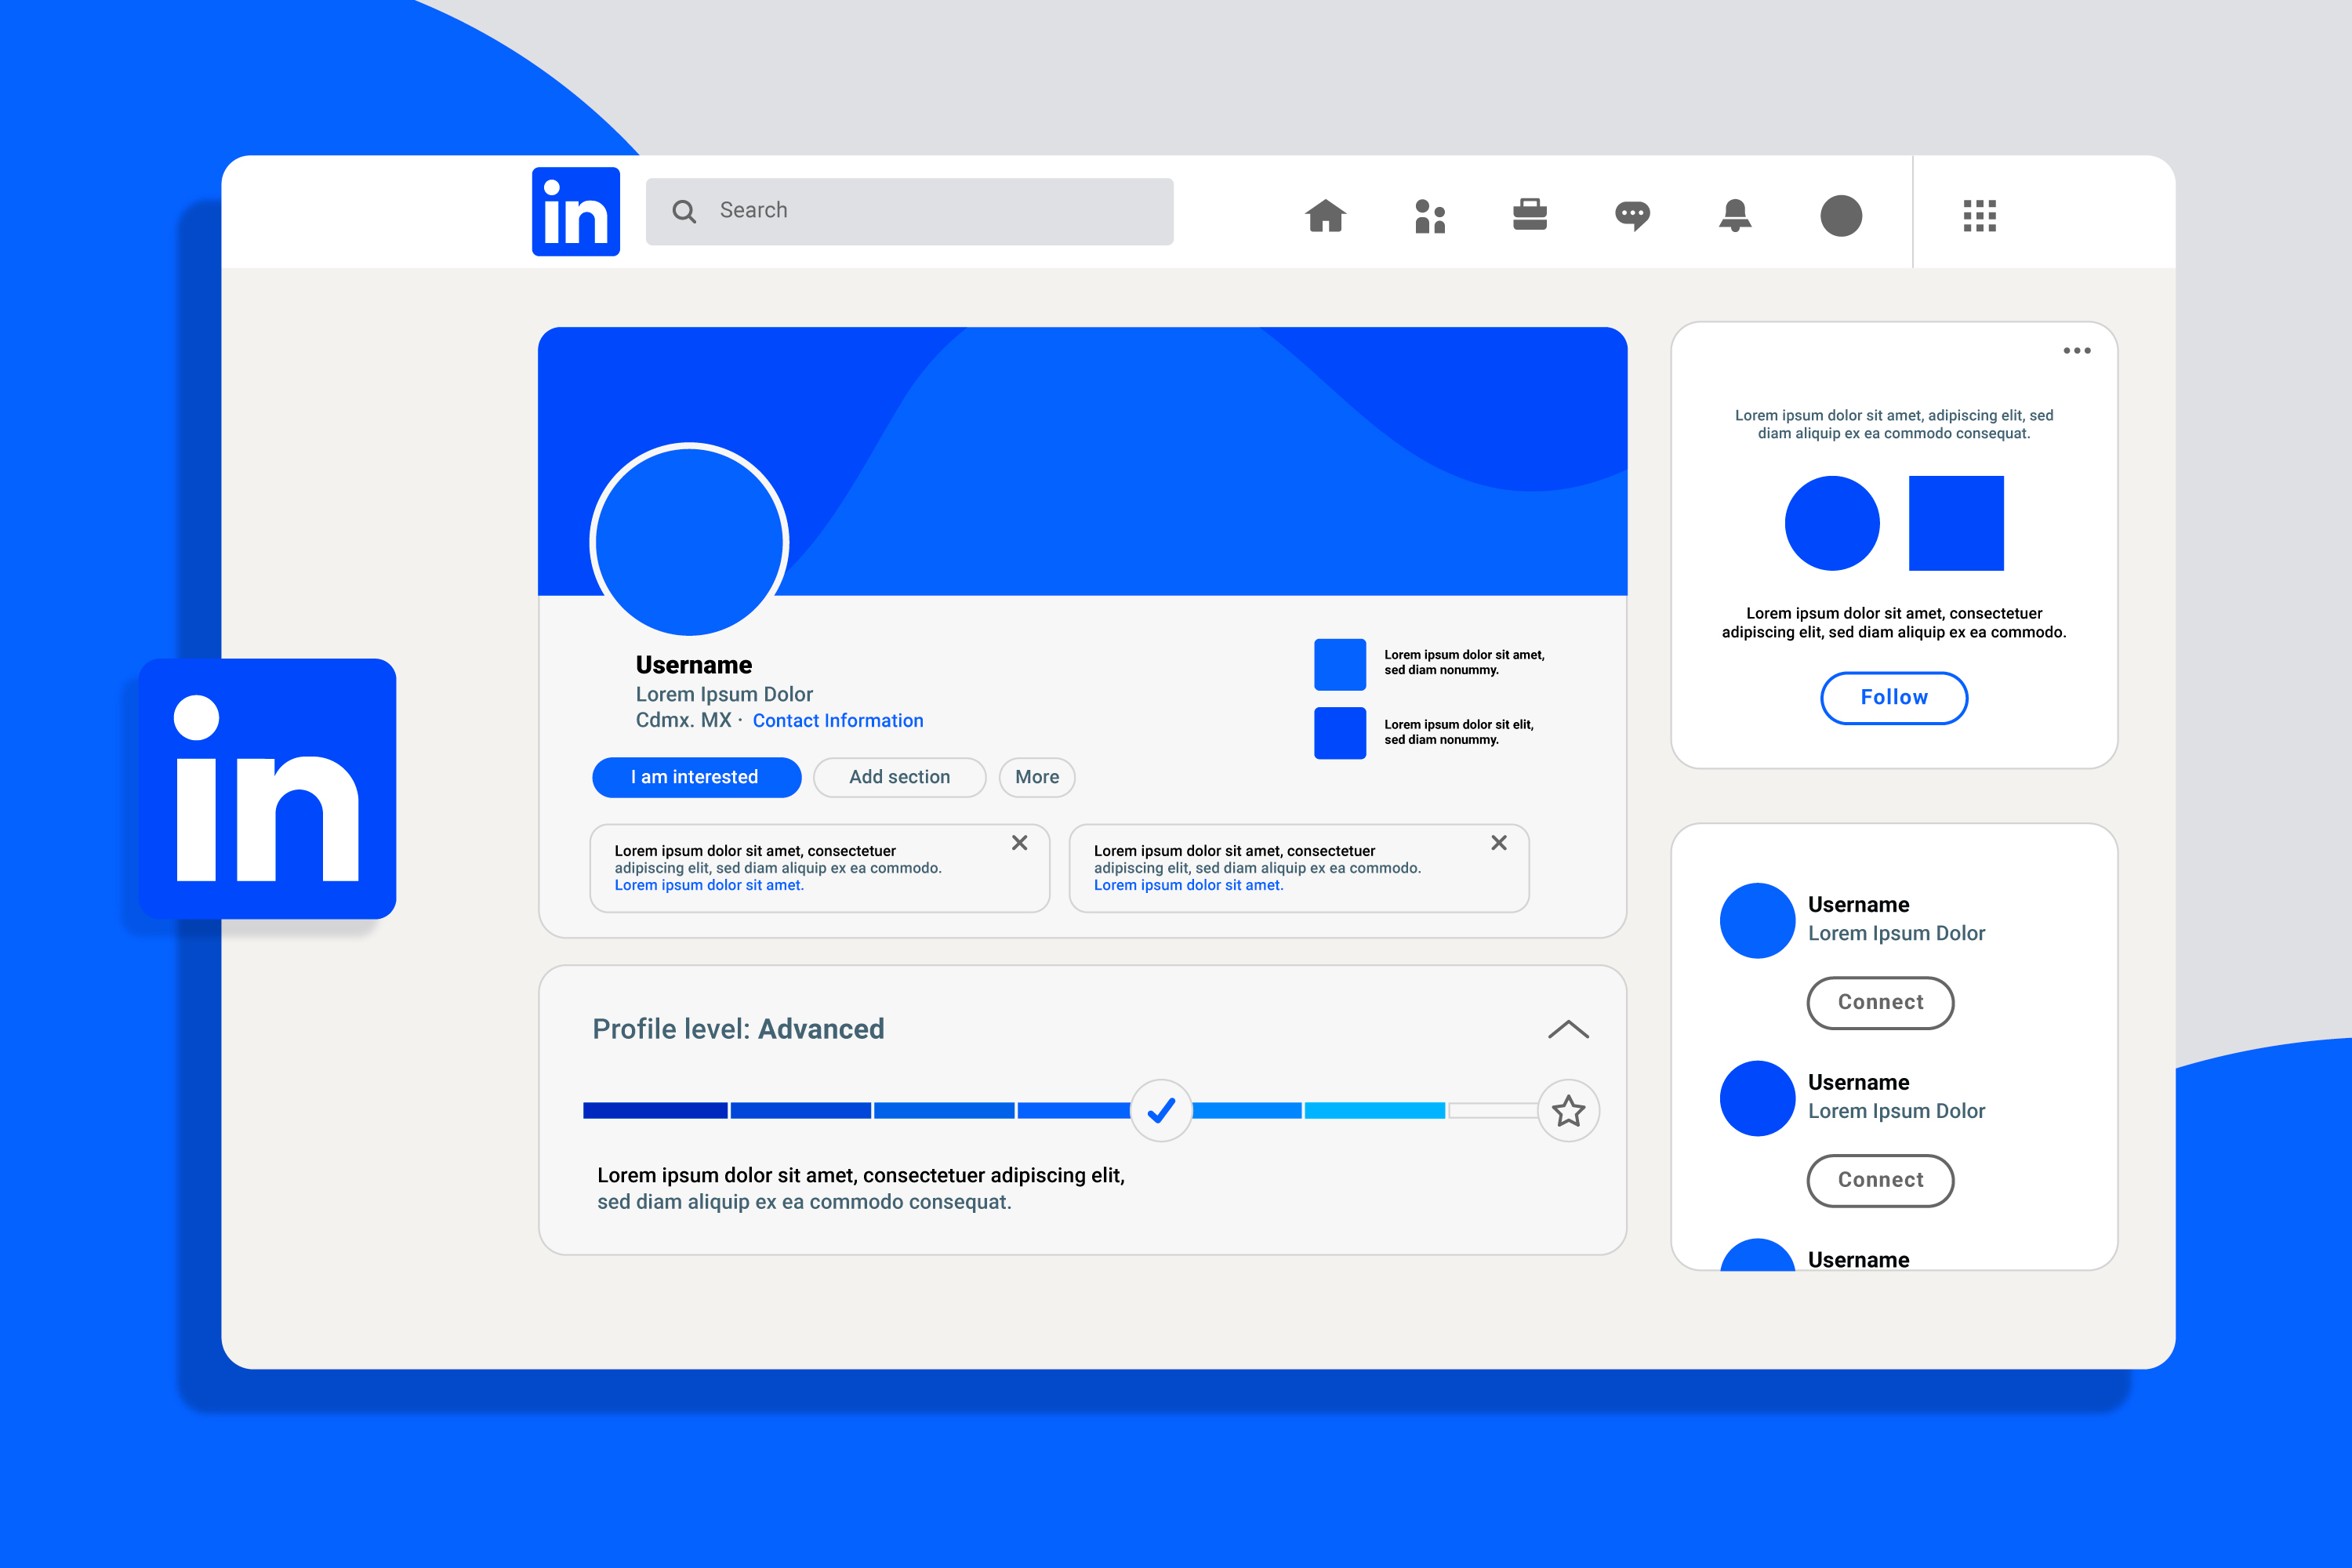 in
Search
Lorem ipsum dolor sit amet, adipiscing elit, sed
diam aliquip ex ea commodo consequat.
Lorem ipsum dolor sit amet, consectetuer
adipiscing elit, sed diam aliquip ex ea commodo.
Follow
in
Username
Lorem Ipsum Dolor
Cdmx. MX · Contact Information
Lorem ipsum dolor sit amet,
sed diam nonummy.
Lorem ipsum dolor sit elit,
sed diam nonummy.
I am interested
Add section
More
Lorem ipsum dolor sit amet, consectetuer
adipiscing elit, sed diam aliquip ex ea commodo.
Lorem ipsum dolor sit amet.
Lorem ipsum dolor sit amet, consectetuer
adipiscing elit, sed diam aliquip ex ea commodo.
Lorem ipsum dolor sit amet.
Profile level: Advanced
Lorem ipsum dolor sit amet, consectetuer adipiscing elit,
sed diam aliquip ex ea commodo consequat.
Username
Lorem Ipsum Dolor
Connect
Username
Lorem Ipsum Dolor
Connect
Username